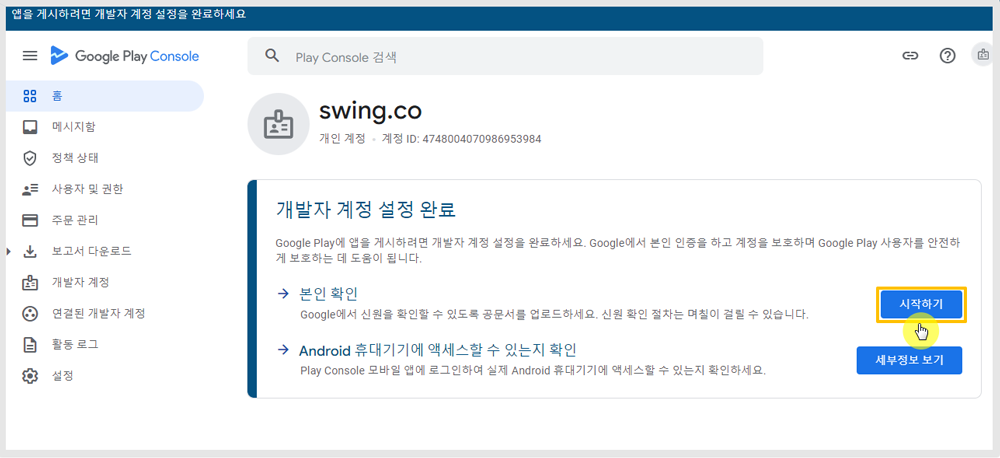 앱을 게시하려면 개발자 계정 설정을 완료하세요
Google Play Console
Play Console 검색
홈
메시지함
정책 상태
사용자 및 권한
주문 관리
보고서 다운로드
개발자 계정
연결된 개발자 계정
활동 로그
설정
swing.co
개인 계정 • 계정 ID: 4748004070986953984
개발자 계정 설정 완료
Google Play에 앱을 게시하려면 개발자 계정 설정을 완료하세요. Google에서 본인 인증을 하고 계정을 보호하며 Google Play 사용자를 안전하
게 보호하는 데 도움이 됩니다.
본인 확인
Google에서 신원을 확인할 수 있도록 공문서를 업로드하세요. 신원 확인 절차는 며칠이 걸릴 수 있습니다.
시작하기
Android 휴대기기에 액세스할 수 있는지 확인
Play Console 모바일 앱에 로그인하여 실제 Android 휴대기기에 액세스할 수 있는지 확인하세요.
세부정보 보기